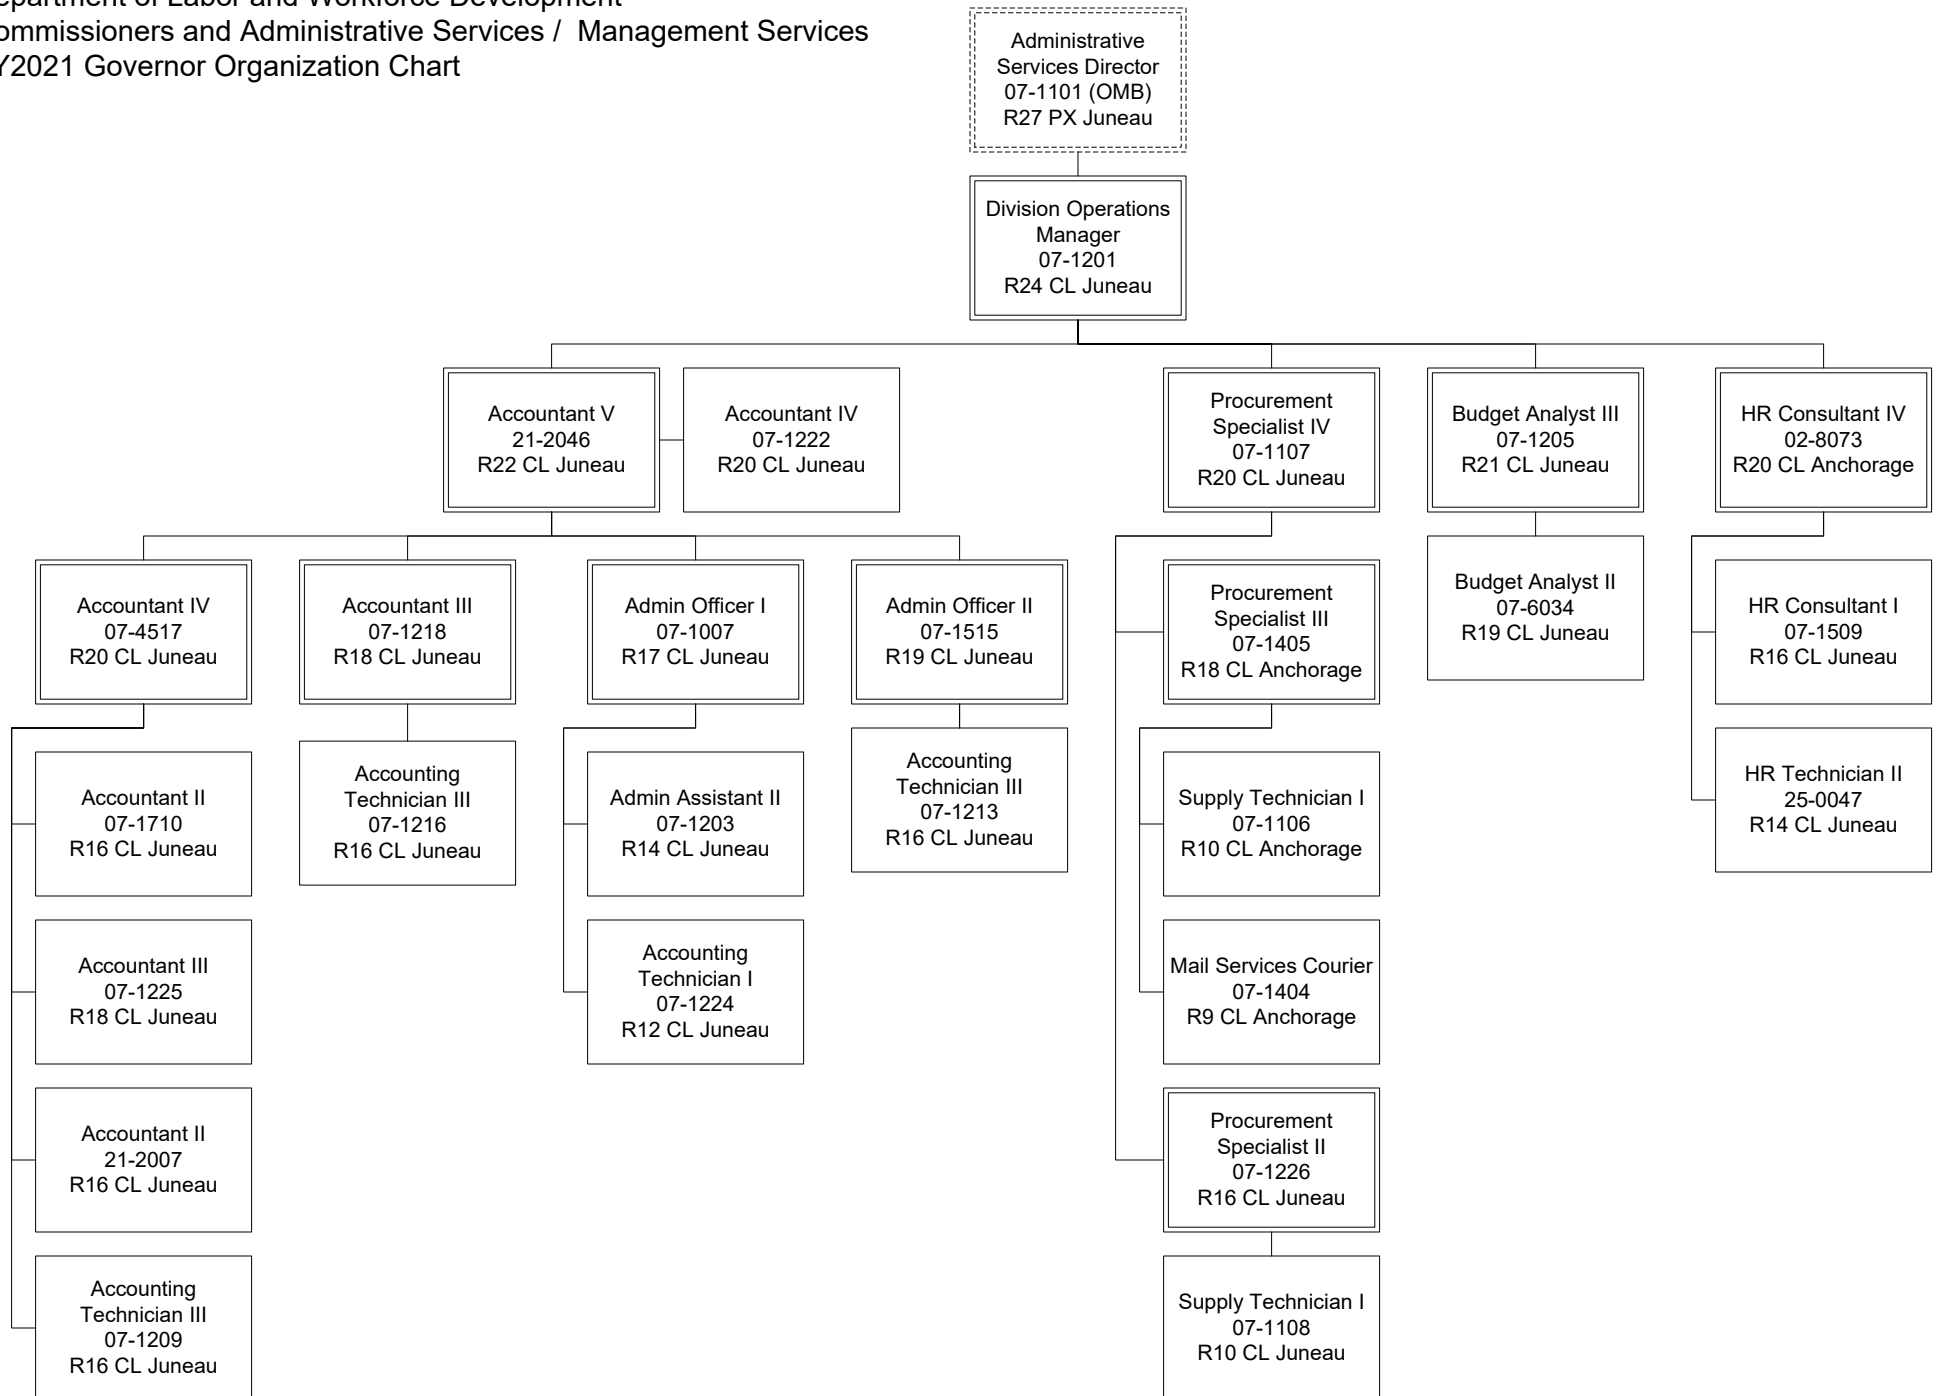 epartment of Labor and Workforce Development
ommissioners and Administrative Services /  Management Services
Y2021 Governor Organization Chart
Administrative
Services Director
07-1101 (OMB)
R27 PX Juneau
Division Operations
Manager
07-1201
R24 CL Juneau
Accountant V
21-2046
R22 CL Juneau
Accountant IV
07-1222
R20 CL Juneau
Procurement
Specialist IV
07-1107
R20 CL Juneau
Budget Analyst III
07-1205
R21 CL Juneau
HR Consultant IV
02-8073
R20 CL Anchorage
Accountant IV
07-4517
R20 CL Juneau
Accountant III
07-1218
R18 CL Juneau
Admin Officer I
07-1007
R17 CL Juneau
Admin Officer II
07-1515
R19 CL Juneau
Procurement
Specialist III
07-1405
R18 CL Anchorage
Budget Analyst II
07-6034
R19 CL Juneau
HR Consultant I
07-1509
R16 CL Juneau
Accountant II
07-1710
R16 CL Juneau
Accounting
Technician III
07-1216
R16 CL Juneau
Admin Assistant II
07-1203
R14 CL Juneau
Accounting
Technician III
07-1213
R16 CL Juneau
Supply Technician I
07-1106
R10 CL Anchorage
HR Technician II
25-0047
R14 CL Juneau
Accountant III
07-1225
R18 CL Juneau
Accounting
Technician I
07-1224
R12 CL Juneau
Mail Services Courier
07-1404
R9 CL Anchorage
Accountant II
21-2007
R16 CL Juneau
Procurement
Specialist II
07-1226
R16 CL Juneau
Accounting
Technician III
07-1209
R16 CL Juneau
Supply Technician I
07-1108
R10 CL Juneau